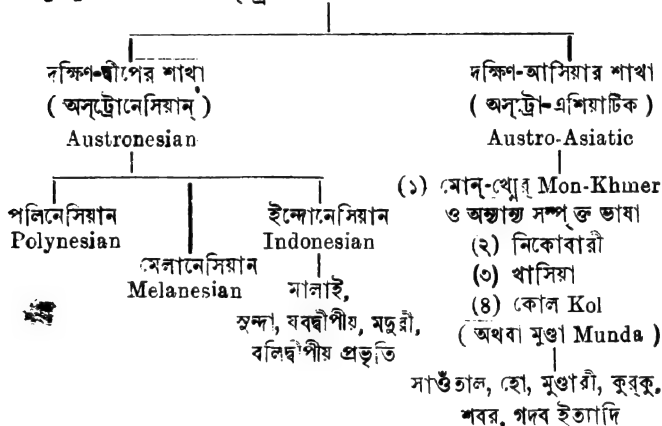 দক্ষিণ-দ্বীপের শাখা
( অস্‌ট্রোনেসিয়ান্ )
Austronesian
পলিনেসিয়ান
Polynesian
মেলানেসিয়ান
Melanesian
ইন্দোনেসিয়ান
Indonesian
মালাই,
সুন্দা, যবদ্বীপীয়, মদুরী,
বলিদ্বীপীয় প্রভৃতি
দক্ষিণ-আসিয়ার শাখা
( অস্‌ট্রো-এশিয়াটিক )
Austro-Asiatic
(১) মোন্-খ্মের্ Mon-Khmer
ও অন্যান্য সম্পৃক্ত ভাষা
(২) নিকোবারী
(৩) খাসিয়া
(৪) কোল Kol
( অথবা মুণ্ডা Munda )
সাওঁতাল, হো, মুণ্ডারী, কুর্‌কু,
শবর, গদব ইত্যাদি